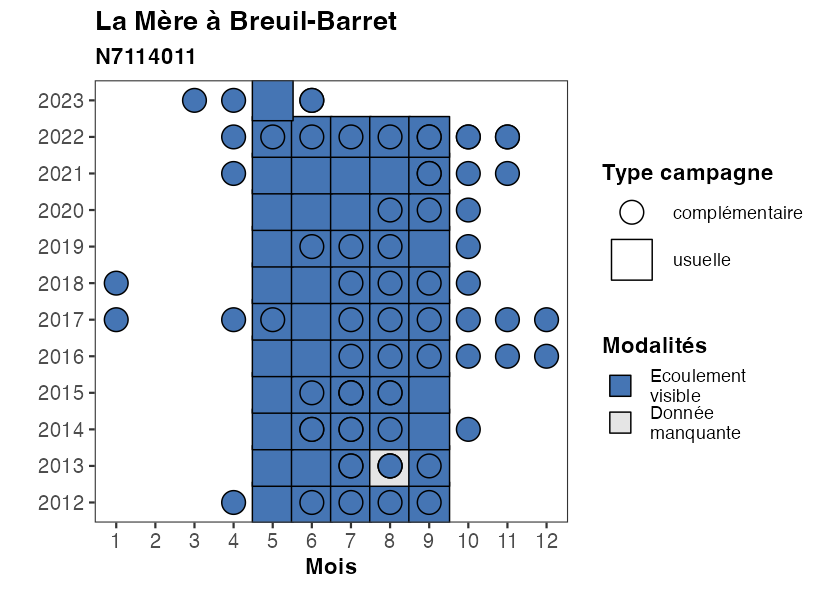 La Mère à Breuil-Barret
N7114011
2023
2022
2021
2020
2019
2018
2017
2016
2015
2014
2013
2012
1 2 3 4 5 6 7 8 9 10 11 12
Mois
Type campagne
complémentaire
usuelle
Modalités
Ecoulement
visible
Donnée
manquante